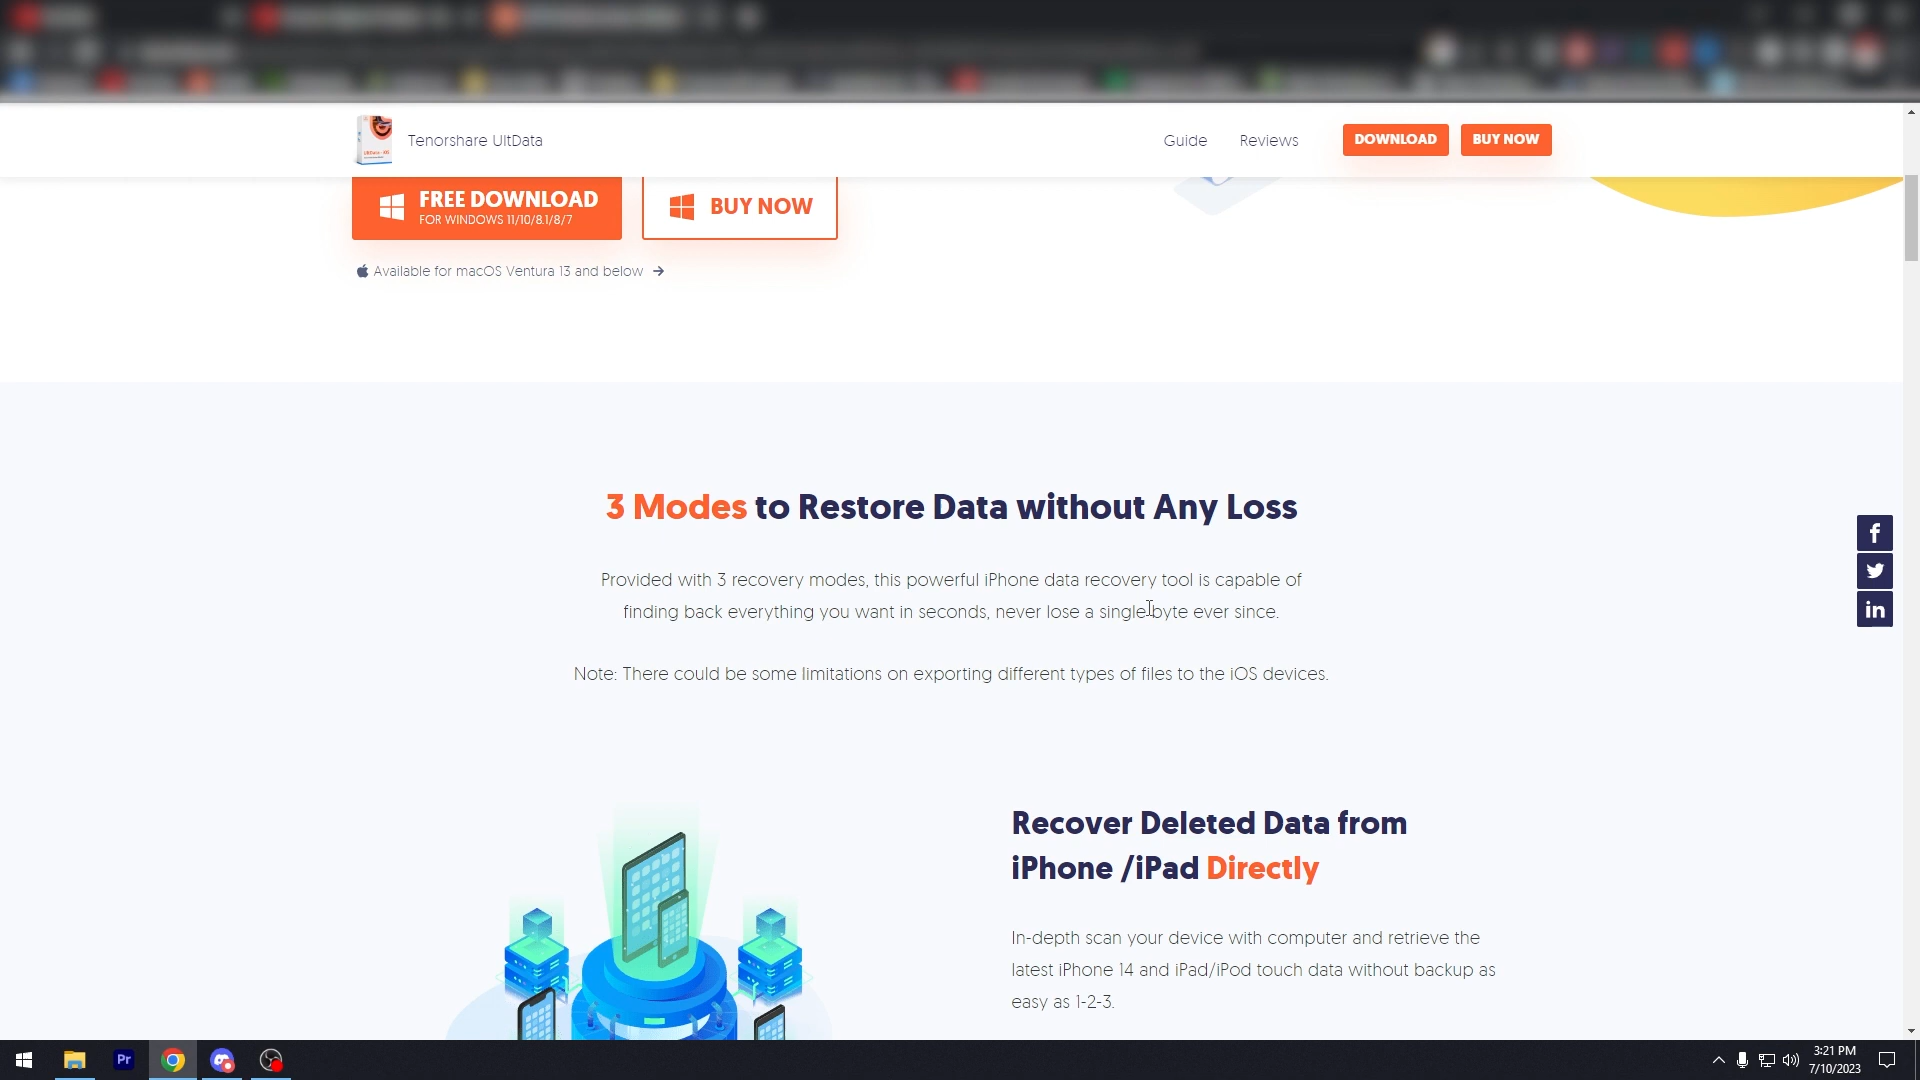 Tenorshare UltData
Guide
Reviews
DOWNLOAD
BUY NOW
FREE DOWNLOAD
FOR WINDOWS 11/10/8.1/8/7
BUY NOW
Available for macOS Ventura 13 and below
3 Modes to Restore Data without Any Loss
Provided with 3 recovery modes, this powerful iPhone data recovery tool is capable of
finding back everything you want in seconds, never lose a single byte ever since.
Note: There could be some limitations on exporting different types of files to the iOS devices.
Recover Deleted Data from
iPhone /iPad Directly
In-depth scan your device with computer and retrieve the
latest iPhone 14 and iPad/iPod touch data without backup as
easy as 1-2-3.
f
in
Pr
3:21 PM
7/10/2023